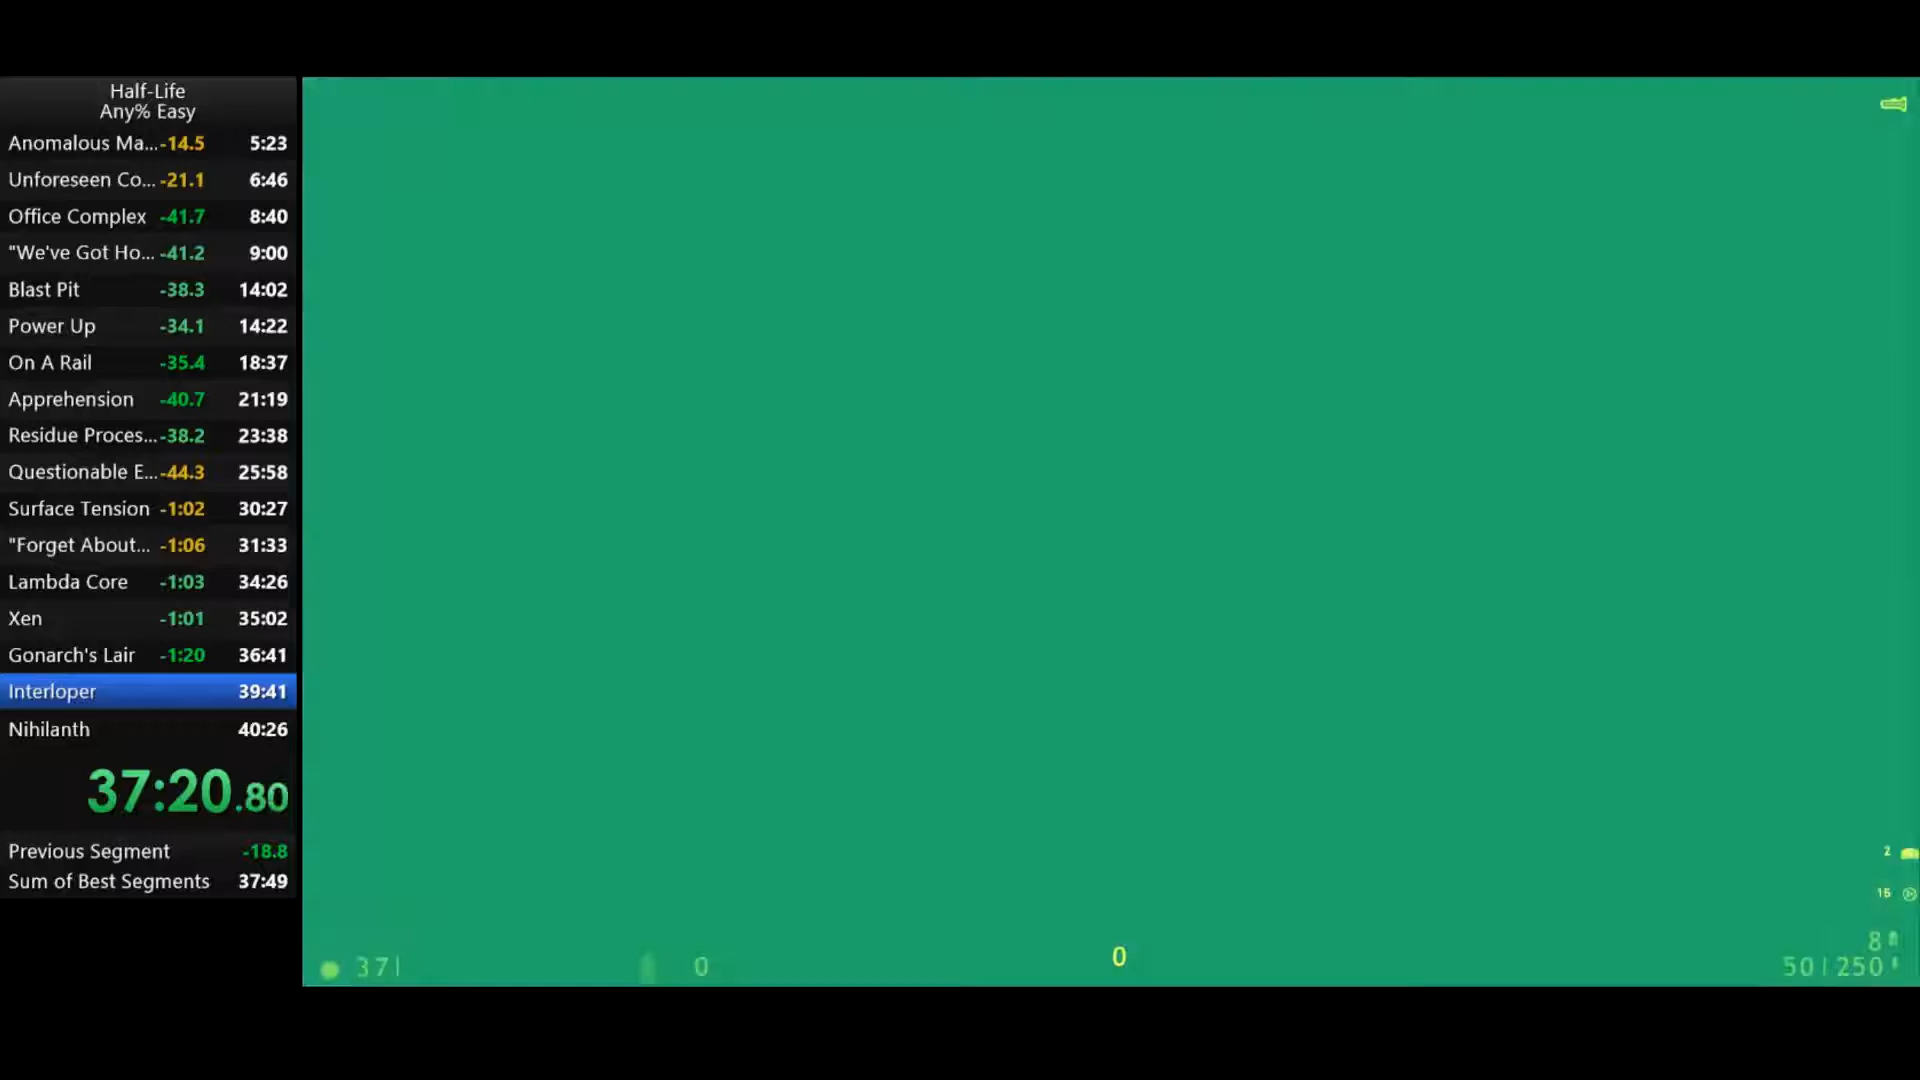 Half-Life
Any% Easy
Anomalous Ma... -14.5 5:23
Unforeseen Co... -21.1 6:46
Office Complex -41.7 8:40
"We've Got Ho... -41.2 9:00
Blast Pit -38.3 14:02
Power Up -34.1 14:22
On A Rail -35.4 18:37
Apprehension -40.7 21:19
Residue Proces... -38.2 23:38
Questionable E... -44.3 25:58
Surface Tension -1:02 30:27
"Forget About... -1:06 31:33
Lambda Core -1:03 34:26
Xen -1:01 35:02
Gonarch's Lair -1:20 36:41
Interloper 39:41
Nihilanth 40:26
37:20.80
Previous Segment -18.8
Sum of Best Segments 37:49
2
15
8
37| 0 0 50|250